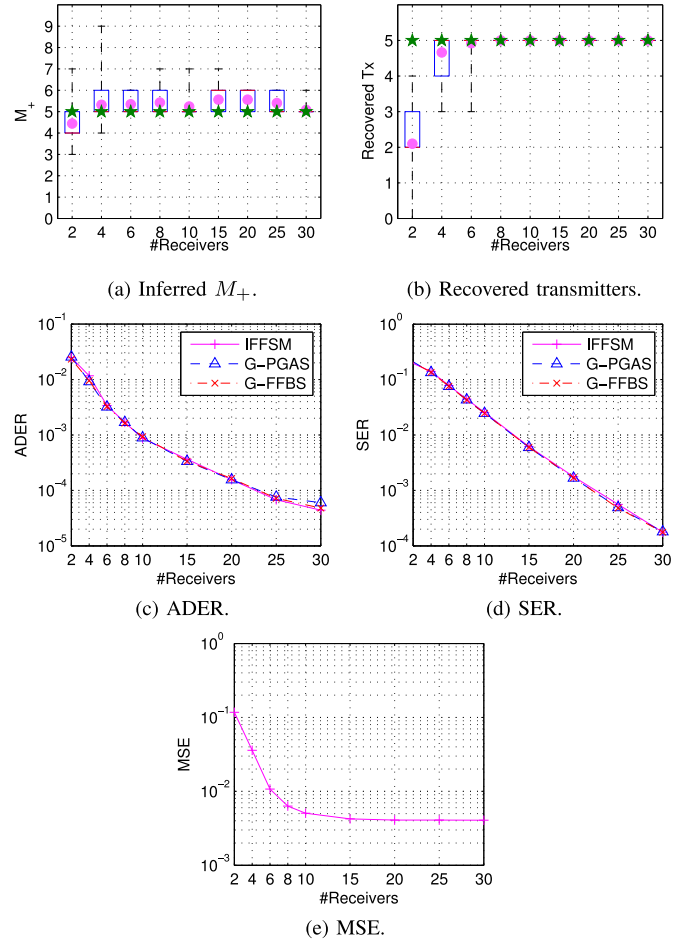 9
8
7
6
5
4
3
2
1
0
M+
2 4 6 8 10 15 20 25 30
#Receivers
(a) Inferred M+.
6
5
4
3
2
1
0
Recovered Tx
2 4 6 8 10 15 20 25 30
#Receivers
(b) Recovered transmitters.
10^-1
10^-2
10^-3
10^-4
10^-5
ADER
IFFSM
G-PGAS
G-FFBS
2 4 6 8 10 15 20 25 30
#Receivers
(c) ADER.
10^0
10^-1
10^-2
10^-3
10^-4
SER
IFFSM
G-PGAS
G-FFBS
2 4 6 8 10 15 20 25 30
#Receivers
(d) SER.
10^0
10^-1
10^-2
10^-3
MSE
2 4 6 8 10 15 20 25 30
#Receivers
(e) MSE.